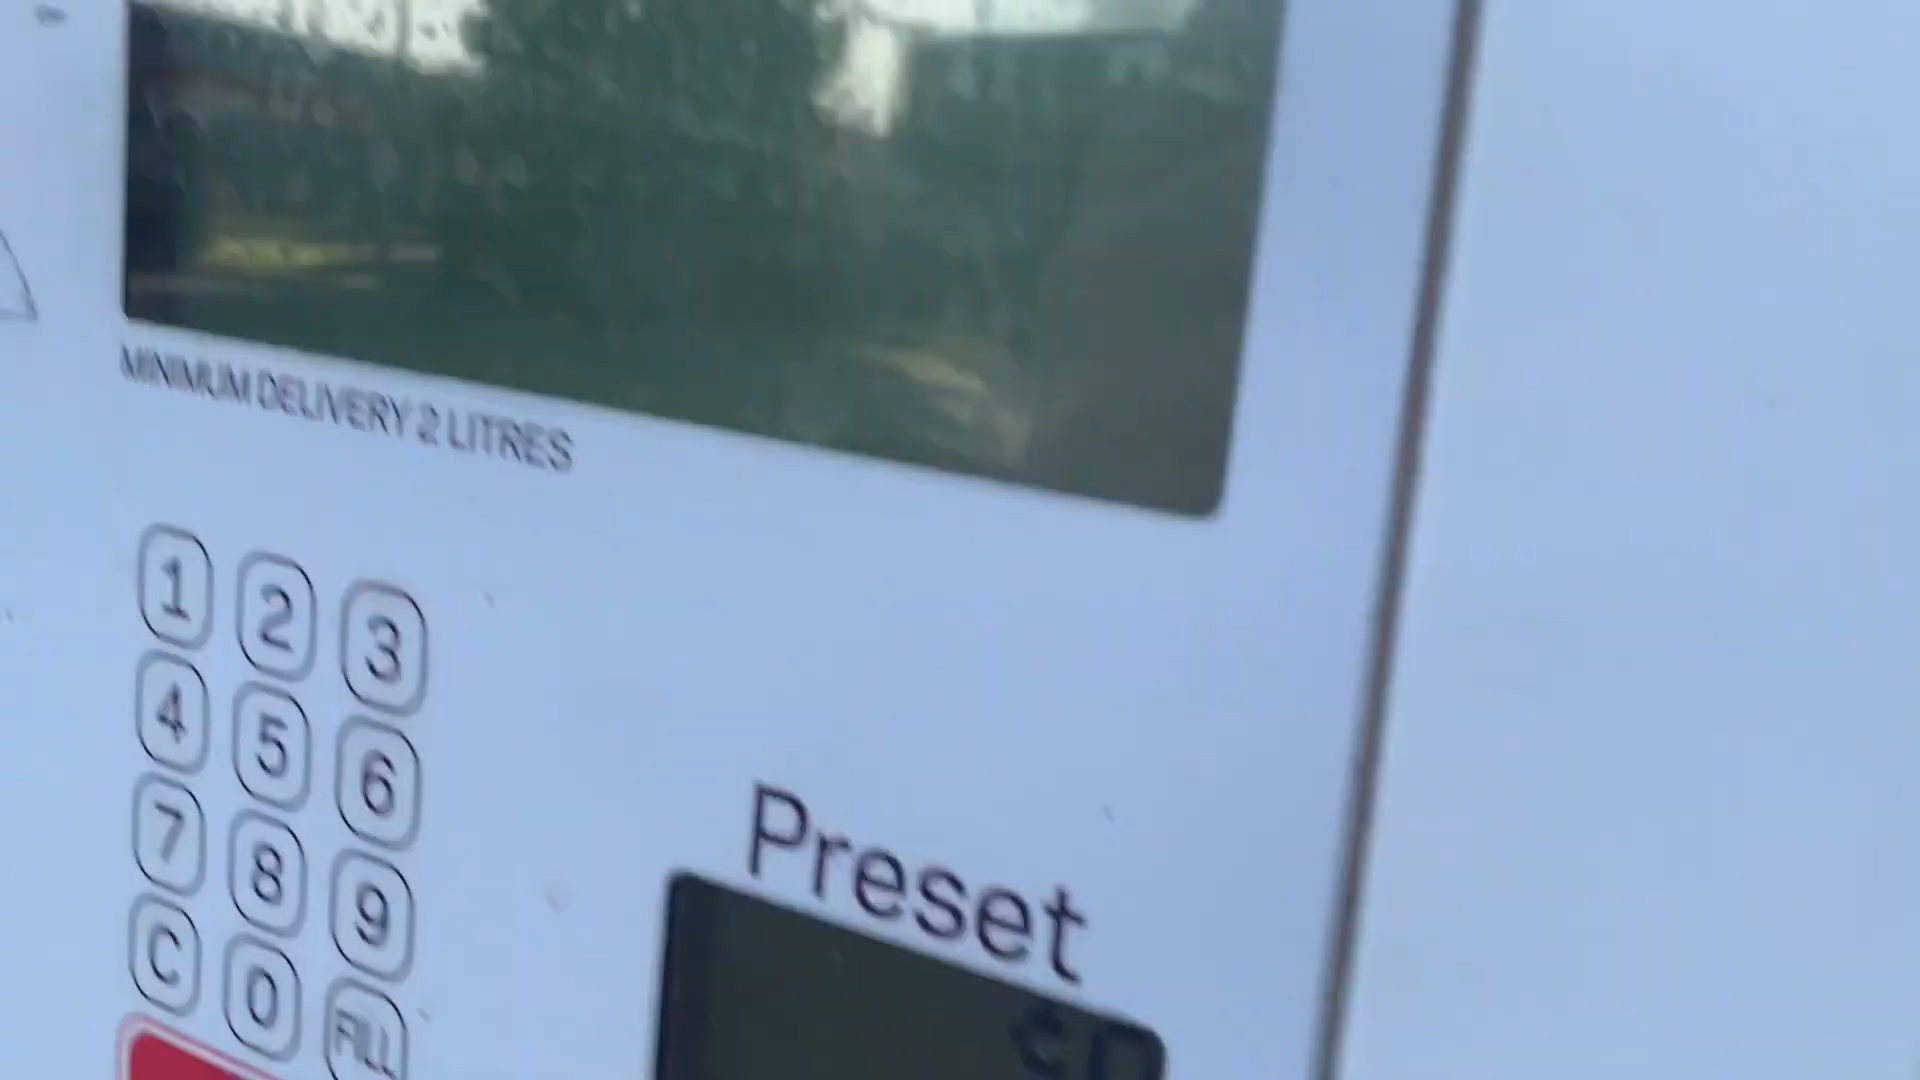 MINIMUM DELIVERY 2 LITRES
1 2 3
4 5 6
7 8 9
C 0 FILL
Preset